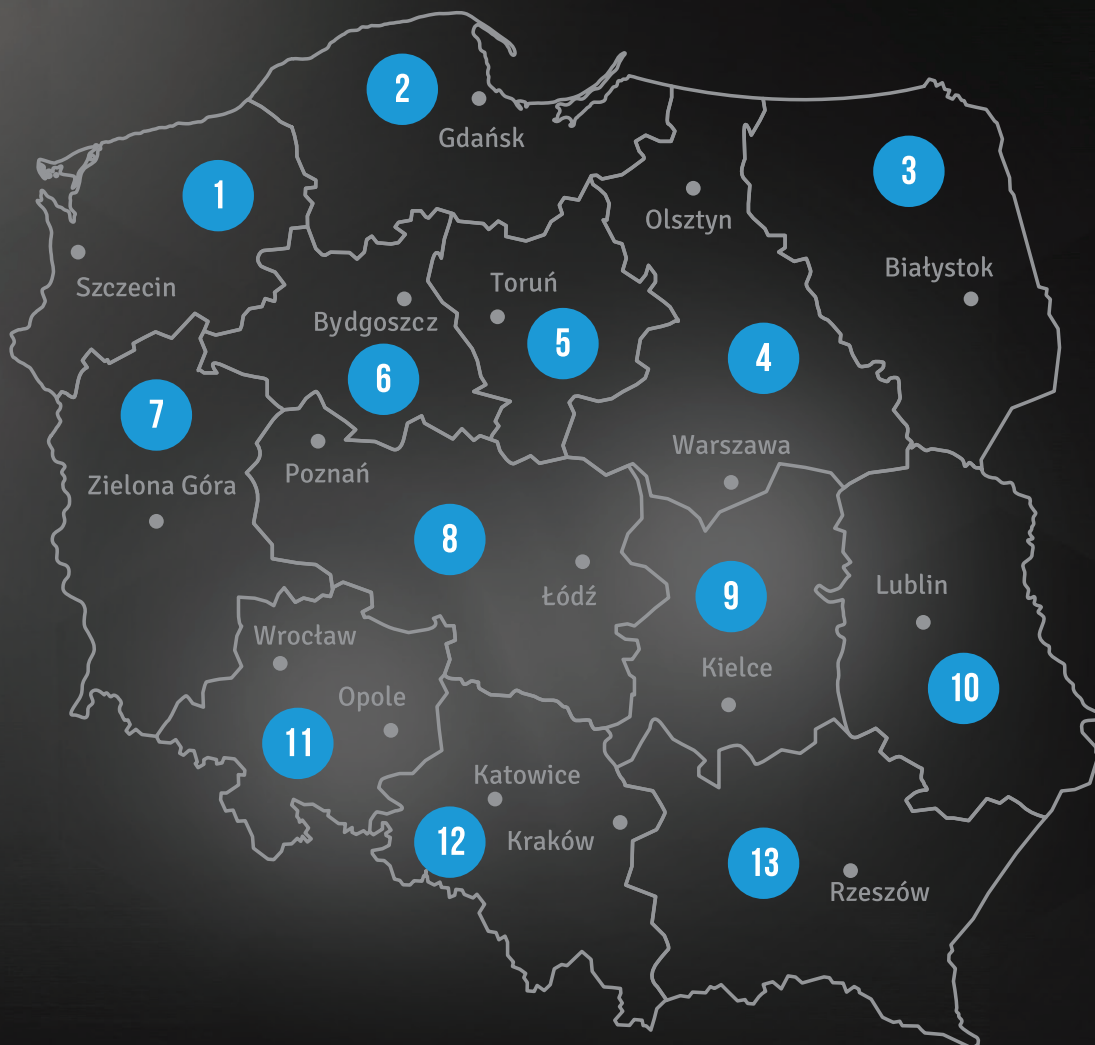 2
Gdańsk
1
3
Olsztyn
Białystok
Szczecin
Toruń
Bydgoszcz
5
4
6
7
Warszawa
Poznań
Zielona Góra
8
Łódź
9
Lublin
Wrocław
Kielce
10
Opole
11
Katowice
12
Kraków
13
Rzeszów